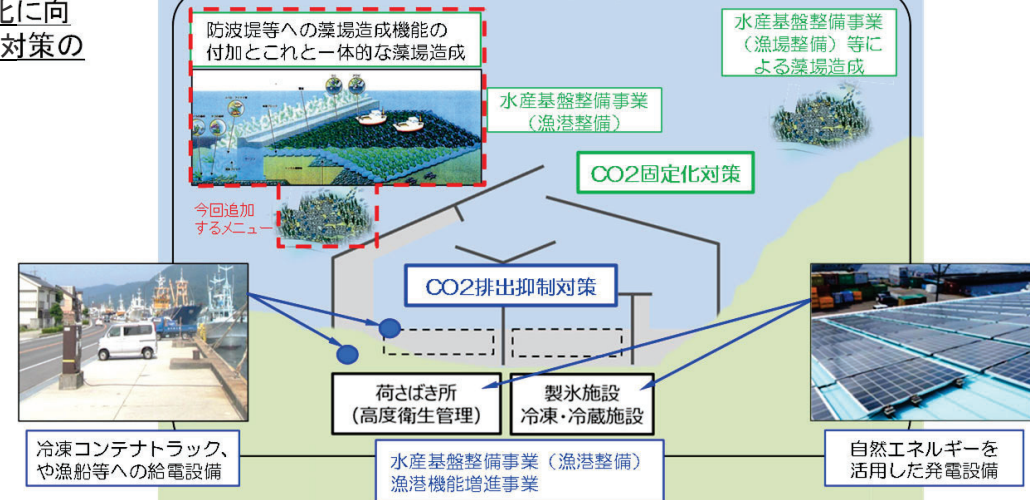 化に向
対策の
防波堤等への藻場造成機能の
付加とこれと一体的な藻場造成
水産基盤整備事業
（漁場整備）等に
よる藻場造成
水産基盤整備事業
（漁港整備）
CO2固定化対策
今回追加
するメニュー
CO2排出抑制対策
荷さばき所
（高度衛生管理）
製氷施設
冷凍・冷蔵施設
冷凍コンテナトラック、
や漁船等への給電設備
水産基盤整備事業（漁港整備）
漁港機能増進事業
自然エネルギーを
活用した発電設備